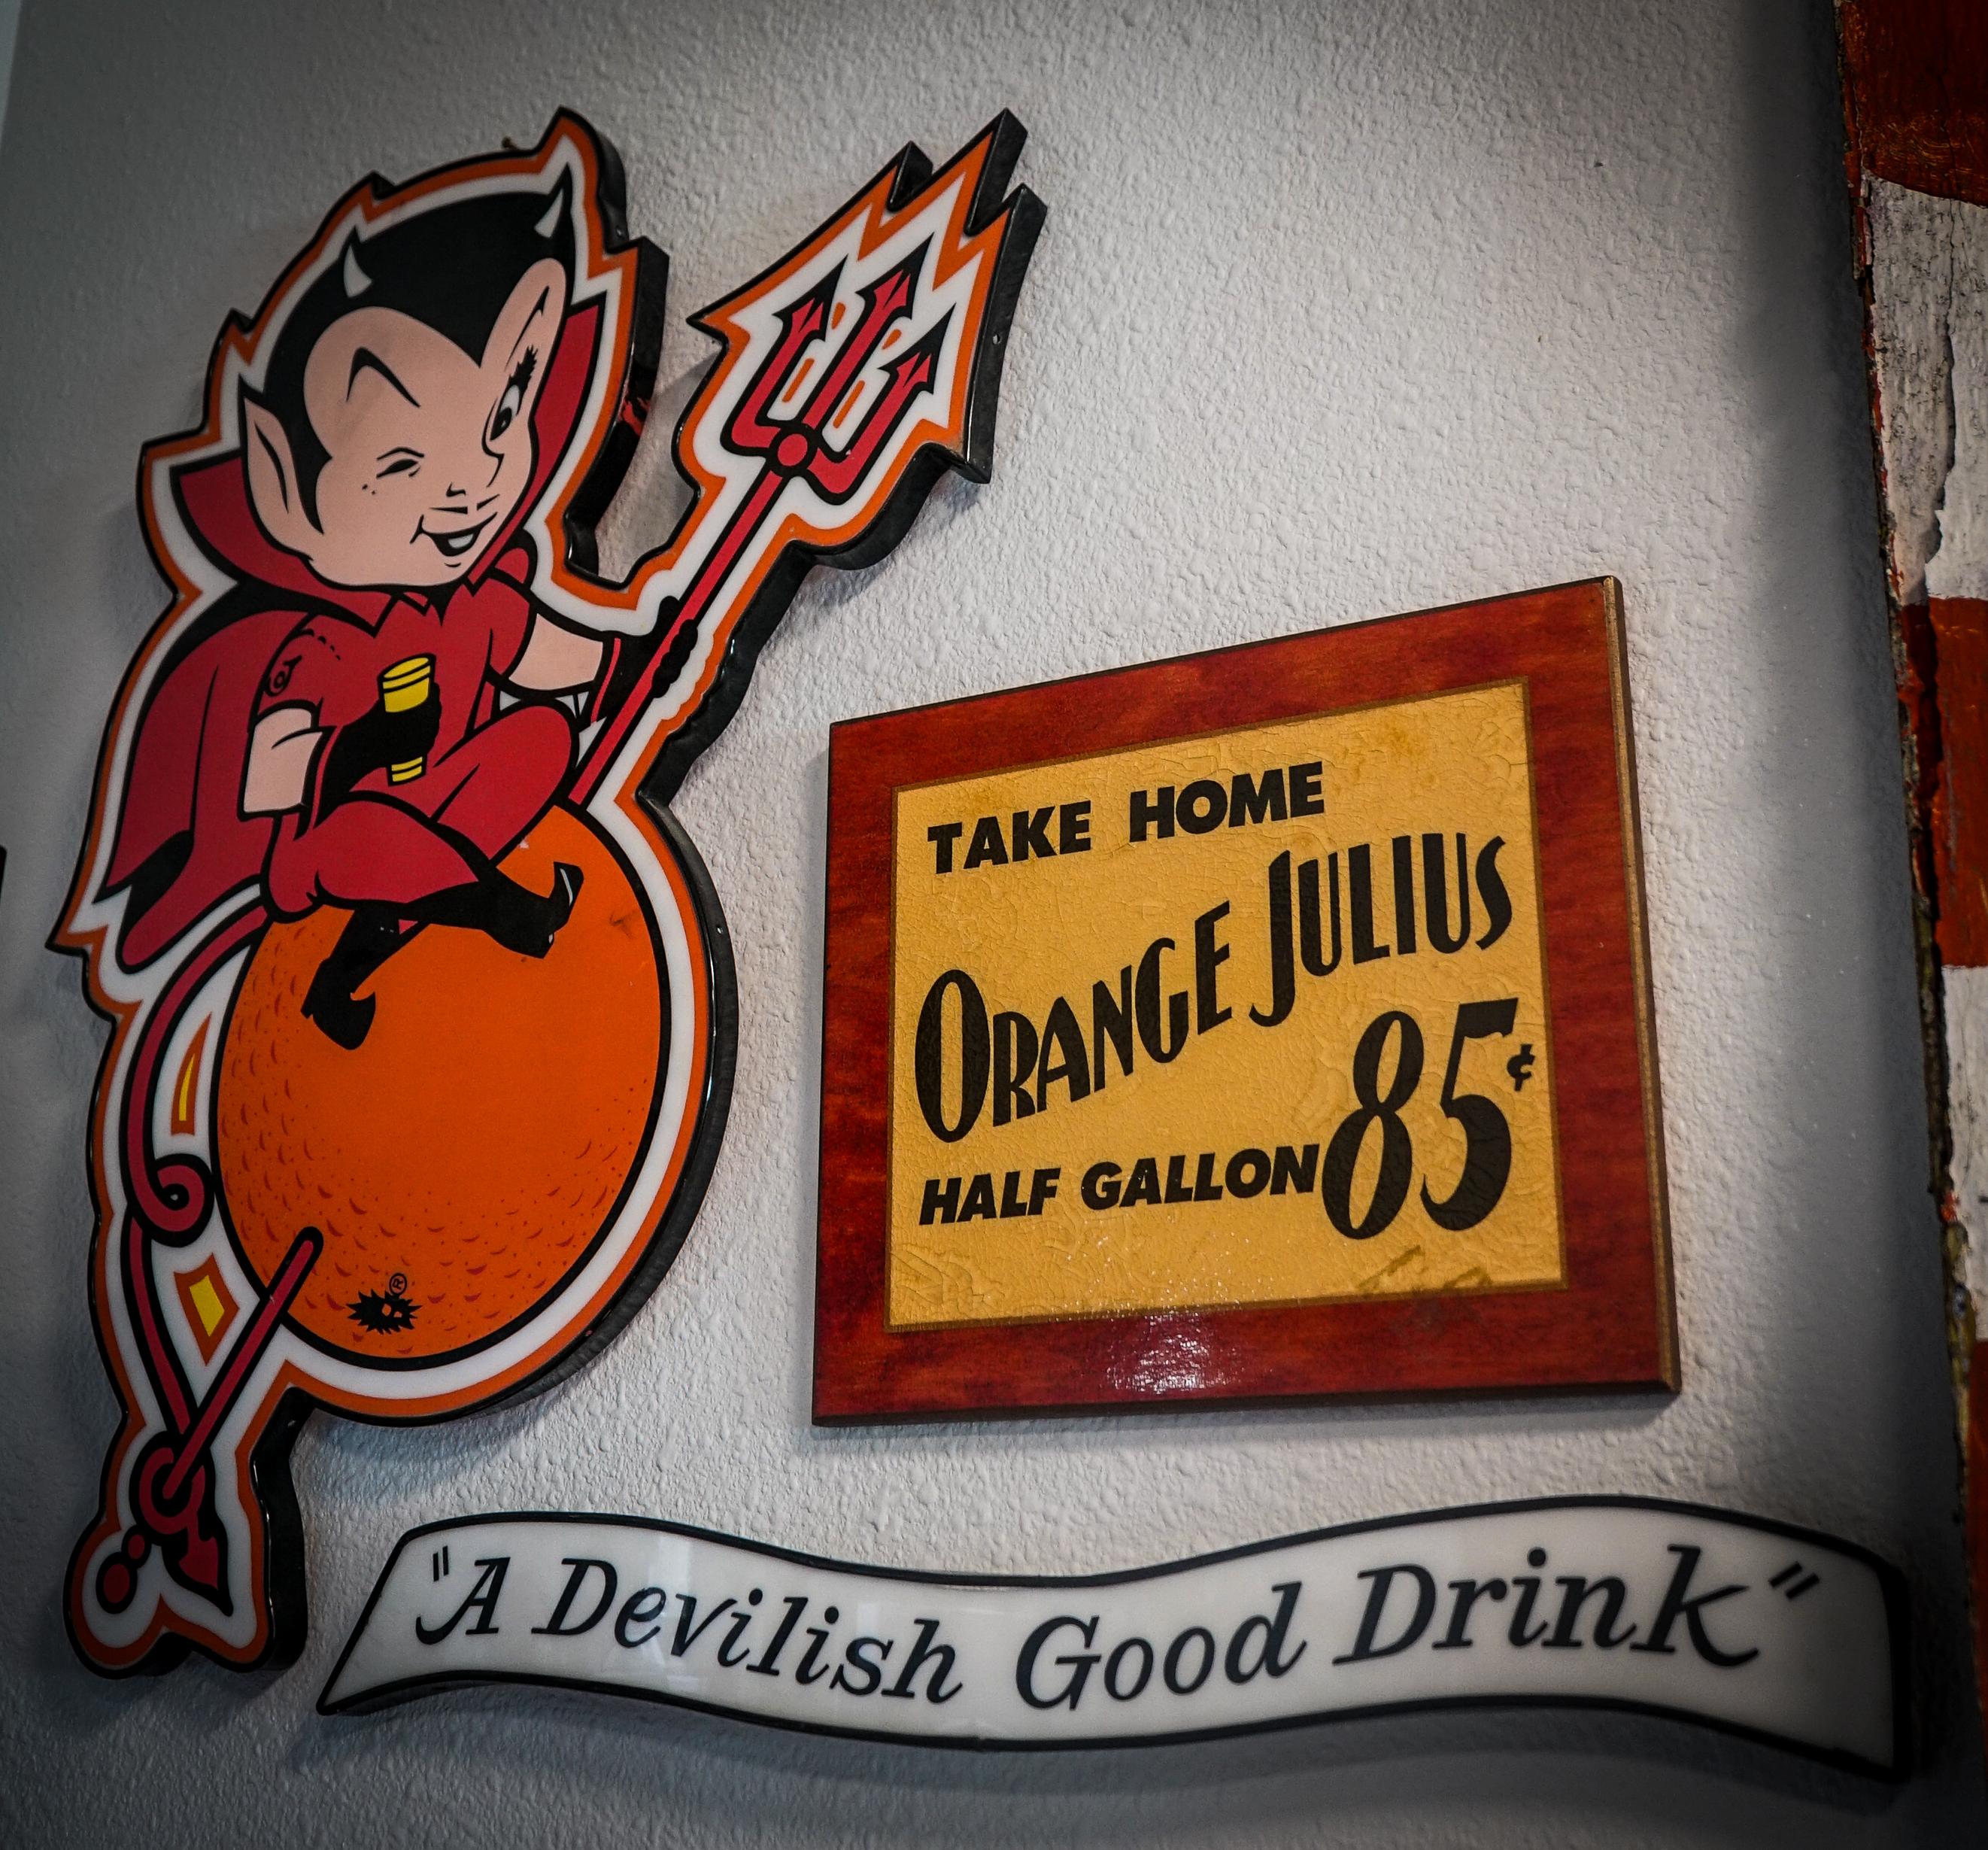 TAKE HOME
ORANGE JULIUS
HALF GALLON 85¢
®
"A Devilish Good Drink"